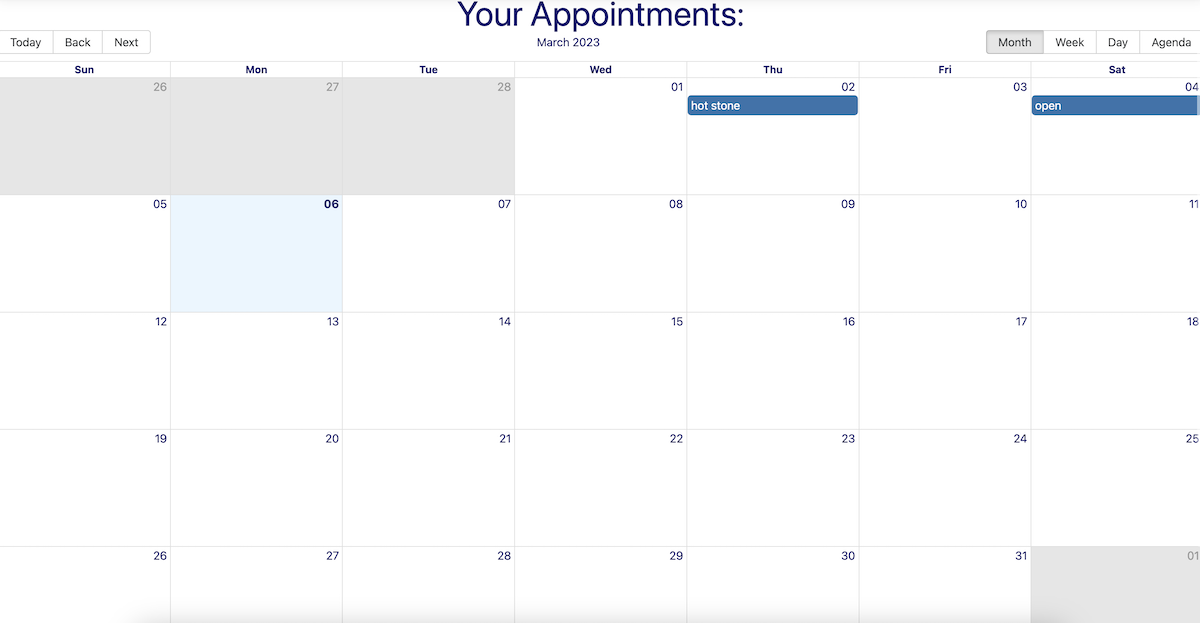 Your Appointments:
Today Back Next March 2023 Month Week Day Agenda
Sun Mon Tue Wed Thu Fri Sat
26 27 28 01 02 03 04
hot stone open
05 06 07 08 09 10 11
12 13 14 15 16 17 18
19 20 21 22 23 24 25
26 27 28 29 30 31 01